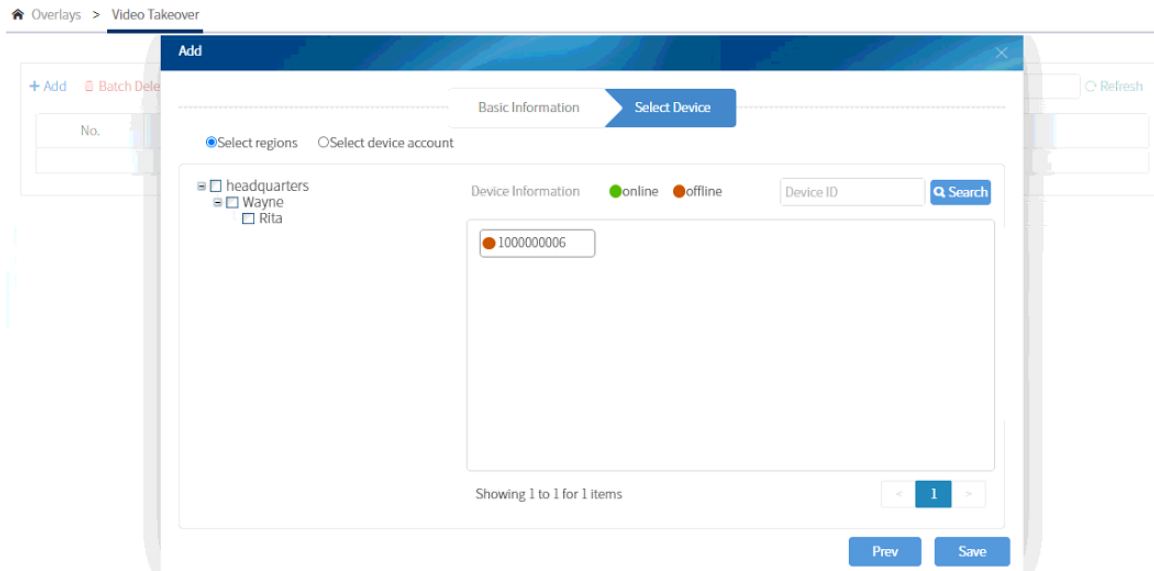 Overlays > Video Takeover
Add
+ Add Batch Dele
Refresh
Basic Information Select Device
No.
Select regions Select device account
headquarters
Wayne
Rita
Device Information online offline Device ID Search
1000000006
Showing 1 to 1 for 1 items < 1 >
Prev Save